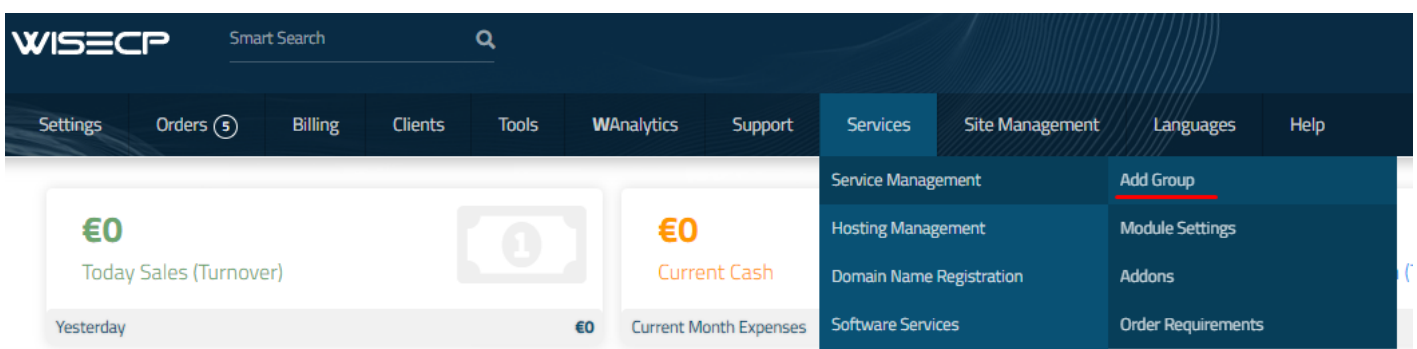 WISECP
Smart Search
Settings
Orders 5
Billing
Clients
Tools
WAnalytics
Support
Services
Site Management
Languages
Help
Service Management
Add Group
Hosting Management
Module Settings
Domain Name Registration
Addons
Software Services
Order Requirements
€0
Today Sales (Turnover)
1
Yesterday
€0
€0
Current Cash
Current Month Expenses